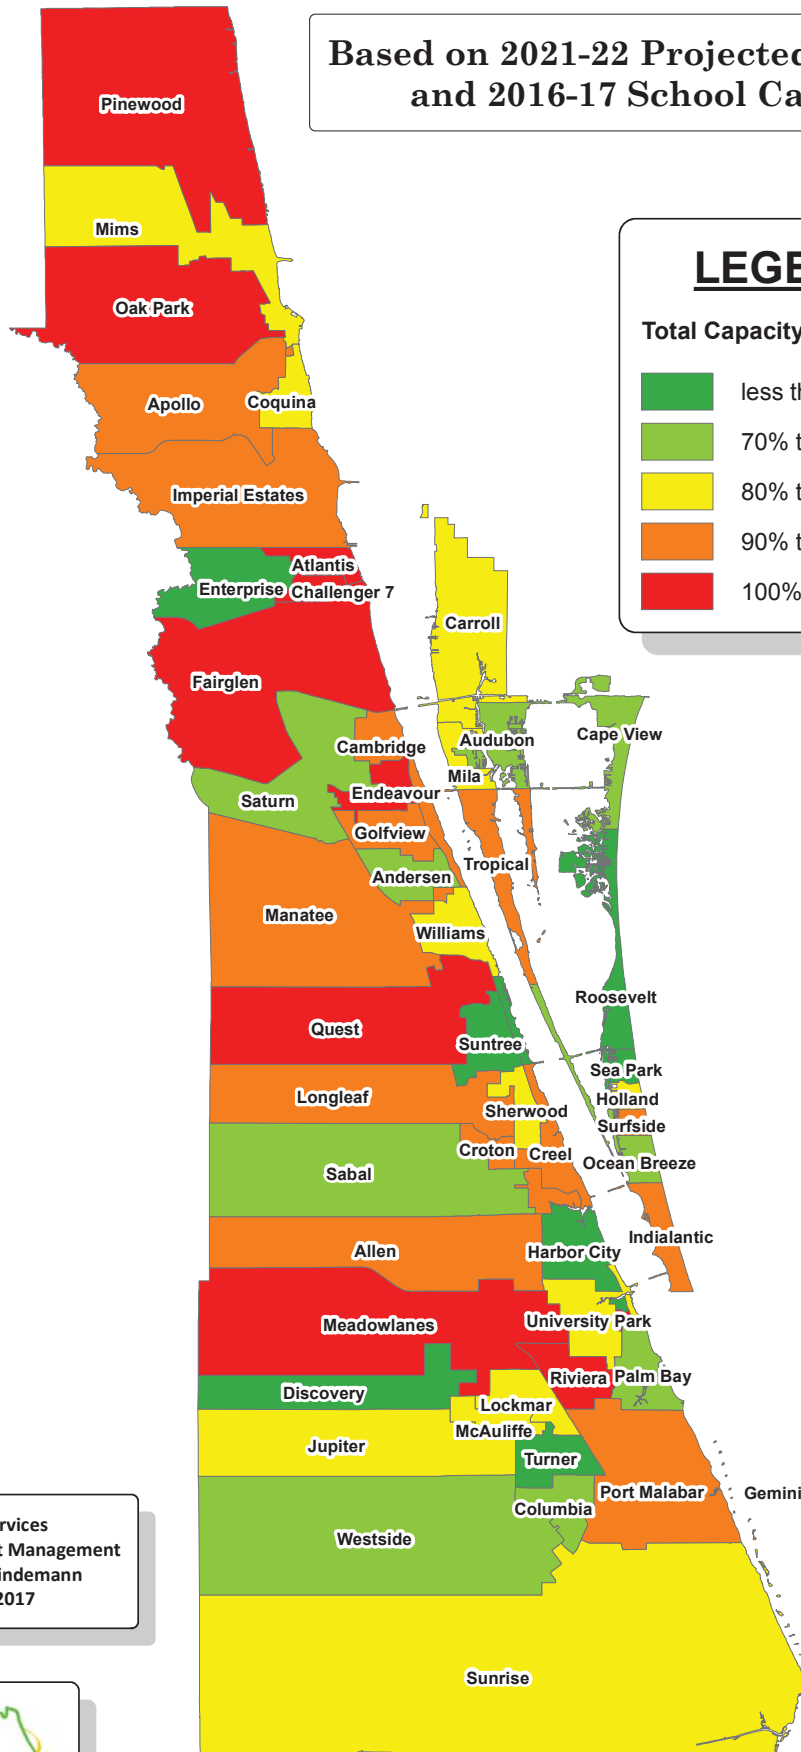 Based on 2021-22 Projected
and 2016-17 School Ca
LEGE
Total Capacity
less th
70% t
80% t
90% t
100%
Pinewood
Mims
Oak Park
Apollo
Coquina
Imperial Estates
Atlantis
Enterprise
Challenger 7
Carroll
Fairglen
Cape View
Audubon
Cambridge
Mila
Endeavour
Saturn
Golfview
Tropical
Andersen
Manatee
Williams
Roosevelt
Quest
Suntree
Sea Park
Longleaf
Holland
Sherwood
Surfside
Croton
Creel
Ocean Breeze
Sabal
Indialantic
Allen
Harbor City
Meadowlanes
University Park
Riviera
Palm Bay
Discovery
Lockmar
McAuliffe
Jupiter
Turner
Port Malabar
Gemini
Columbia
Westside
Sunrise
rvices
t Management
indemann
2017